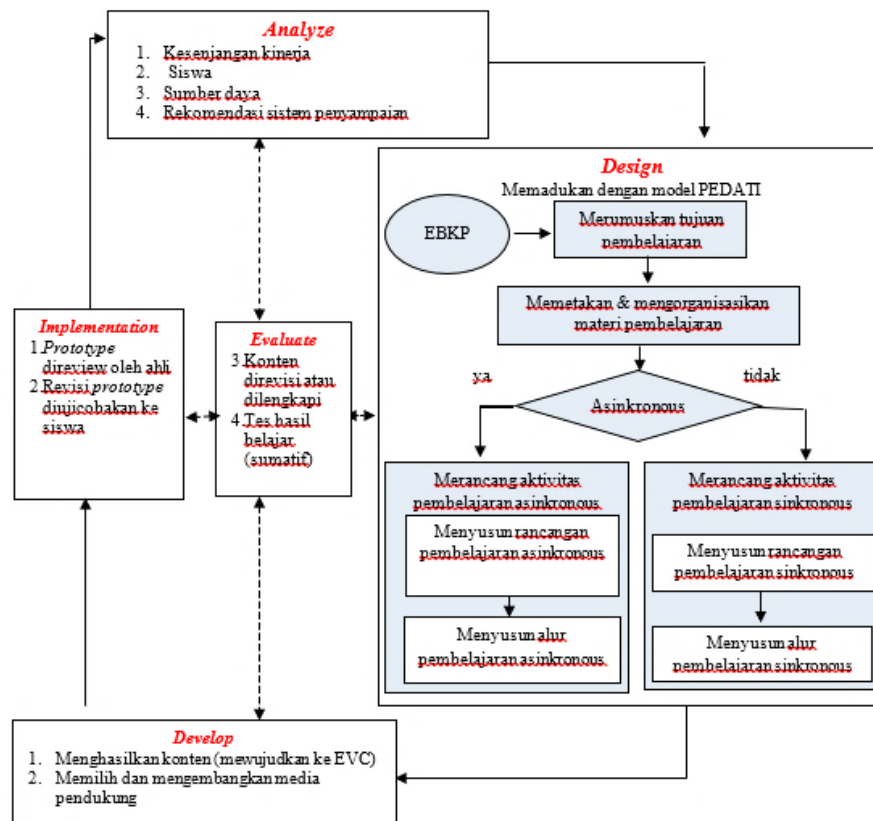 Analyze
1. Kesenjangan kinerja
2. Siswa
3. Sumber daya
4. Rekomendasi sistem penyampaian
Design
Memadukan dengan model PEDATI
EBKP
Merumuskan tujuan
pembelajaran
Memetakan & mengorganisasikan
materi pembelajaran
ya
tidak
Asinkronous
Merancang aktivitas
pembelajaran asinkronous
Menyusun rancangan
pembelajaran asinkronous
Menyusun alur
pembelajaran asinkronous
Merancang aktivitas
pembelajaran sinkronous
Menyusun rancangan
pembelajaran sinkronous
Menyusun alur
pembelajaran sinkronous
Implementation
1.Prototype
direview oleh ahli
2.Revisi prototype
diujicobakan ke
siswa
Evaluate
3.Konten
direvisi atau
dilengkapi
4.Tes hasil
belajar
(sumatif)
Develop
1. Menghasilkan konten (mewujudkan ke EVC)
2. Memilih dan mengembangkan media
pendukung